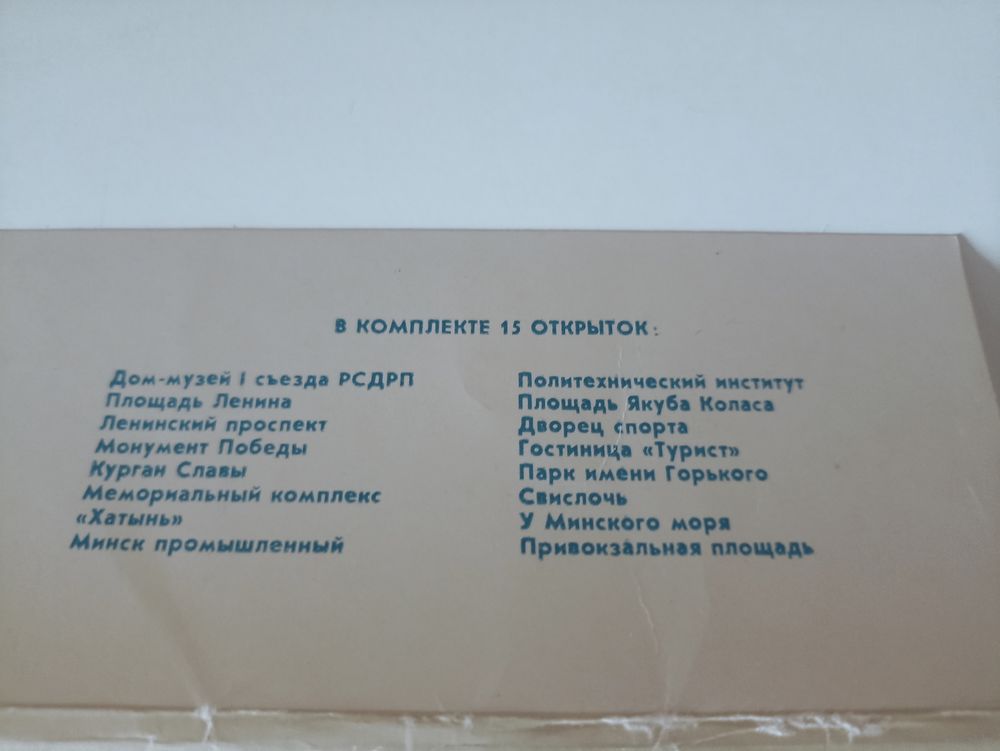 В КОМПЛЕКТЕ 15 ОТКРЫТОК:
Дом-музей I съезда РСДРП
Площадь Ленина
Ленинский проспект
Монумент Победы
Курган Славы
Мемориальный комплекс
«Хатынь»
Минск промышленный
Политехнический институт
Площадь Якуба Коласа
Дворец спорта
Гостиница «Турист»
Парк имени Горького
Свислочь
У Минского моря
Привокзальная площадь